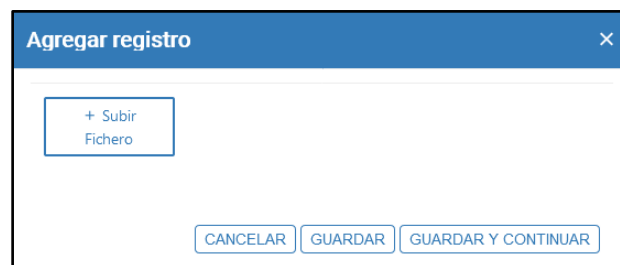 Agregar registro ×
+ Subir
Fichero
CANCELAR GUARDAR GUARDAR Y CONTINUAR